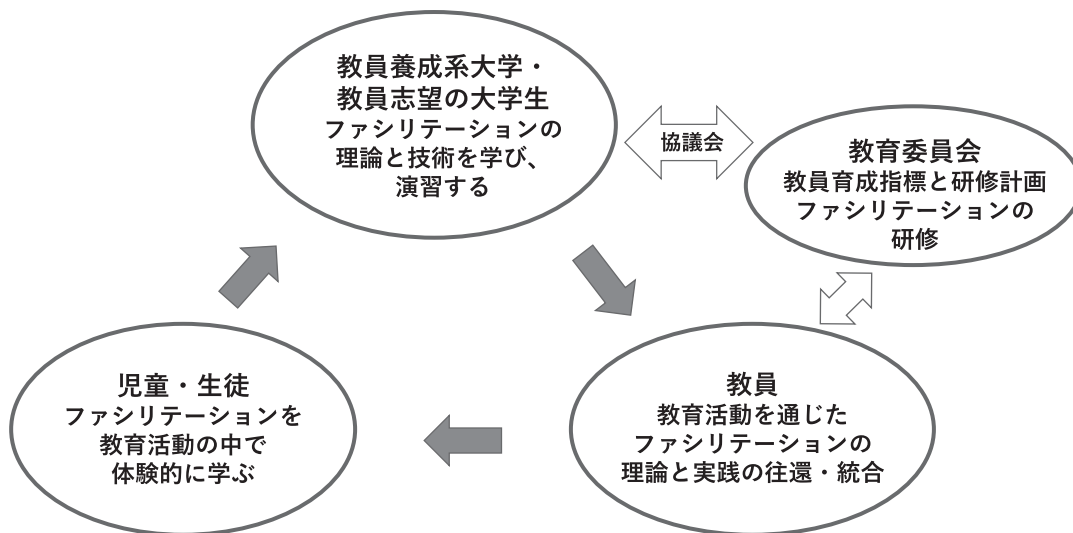 教員養成系大学・
教員志望の大学生
ファシリテーションの
理論と技術を学び、
演習する
協議会
教育委員会
教員育成指標と研修計画
ファシリテーションの
研修
児童・生徒
ファシリテーションを
教育活動の中で
体験的に学ぶ
教員
教育活動を通じた
ファシリテーションの
理論と実践の往還・統合